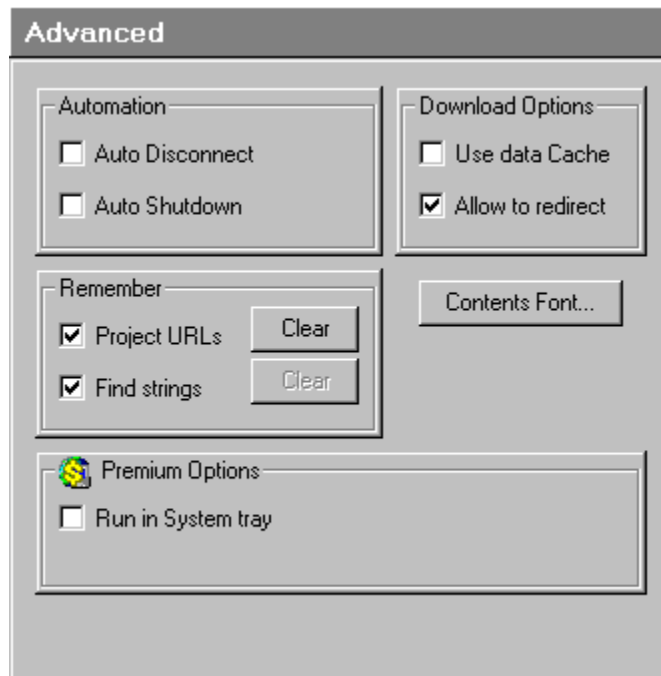 Advanced
Automation
Auto Disconnect
Auto Shutdown
Download Options
Use data Cache
Allow to redirect
Remember
Project URLs
Clear
Find strings
Clear
Contents Font...
Premium Options
Run in System tray